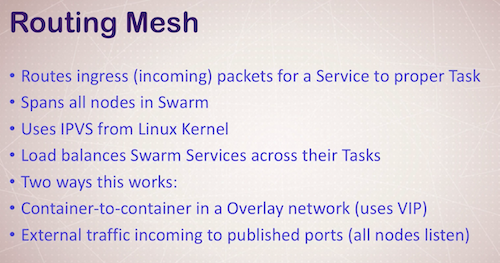 Routing Mesh
• Routes ingress (incoming) packets for a Service to proper Task
• Spans all nodes in Swarm
• Uses IPVS from Linux Kernel
• Load balances Swarm Services across their Tasks
• Two ways this works:
• Container-to-container in a Overlay network (uses VIP)
• External traffic incoming to published ports (all nodes listen)